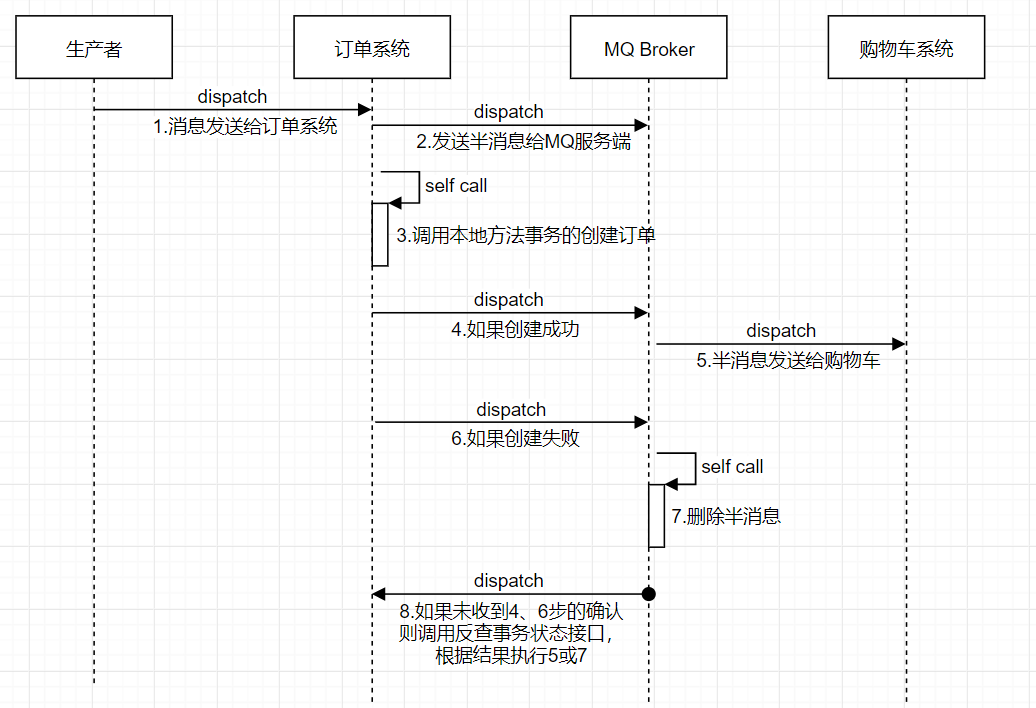 生产者
订单系统
MQ Broker
购物车系统
dispatch
1.消息发送给订单系统
dispatch
2.发送半消息给MQ服务端
self call
3.调用本地方法事务的创建订单
dispatch
4.如果创建成功
dispatch
5.半消息发送给购物车
dispatch
6.如果创建失败
self call
7.删除半消息
dispatch
8.如果未收到4、6步的确认
则调用反查事务状态接口，
根据结果执行5或7